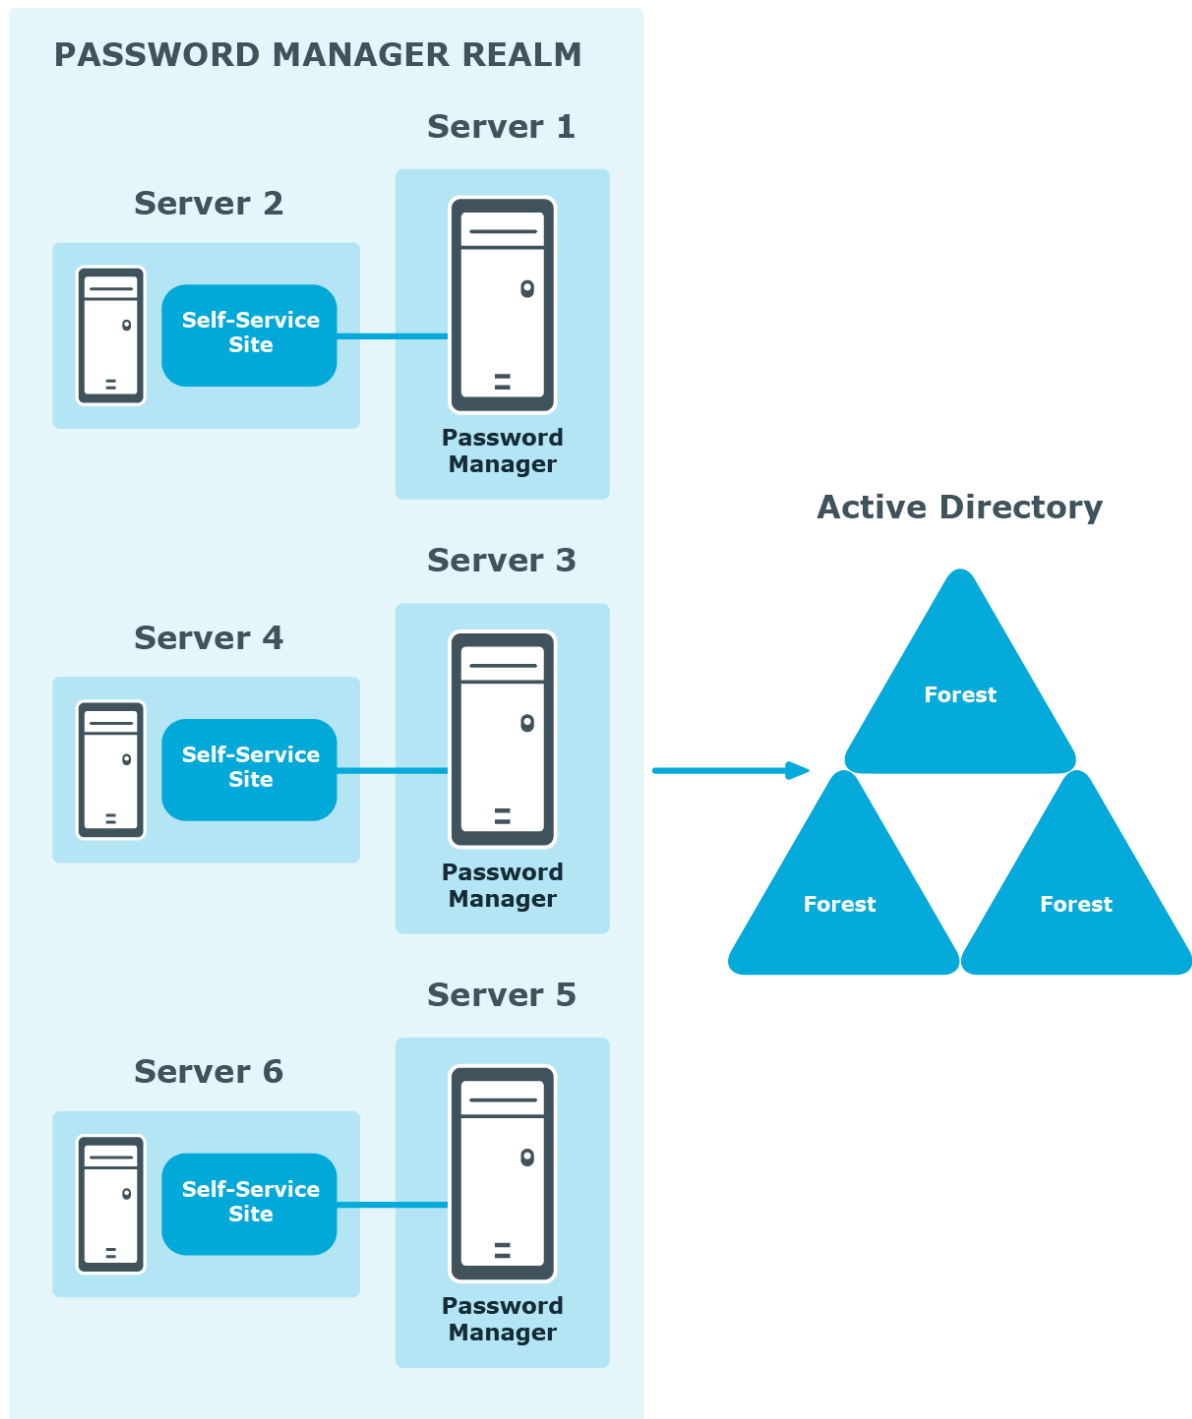 PASSWORD MANAGER REALM
Server 1
Server 2
Self-Service
Site
Password
Manager
Server 3
Server 4
Self-Service
Site
Password
Manager
Server 5
Server 6
Self-Service
Site
Password
Manager
Active Directory
Forest
Forest
Forest